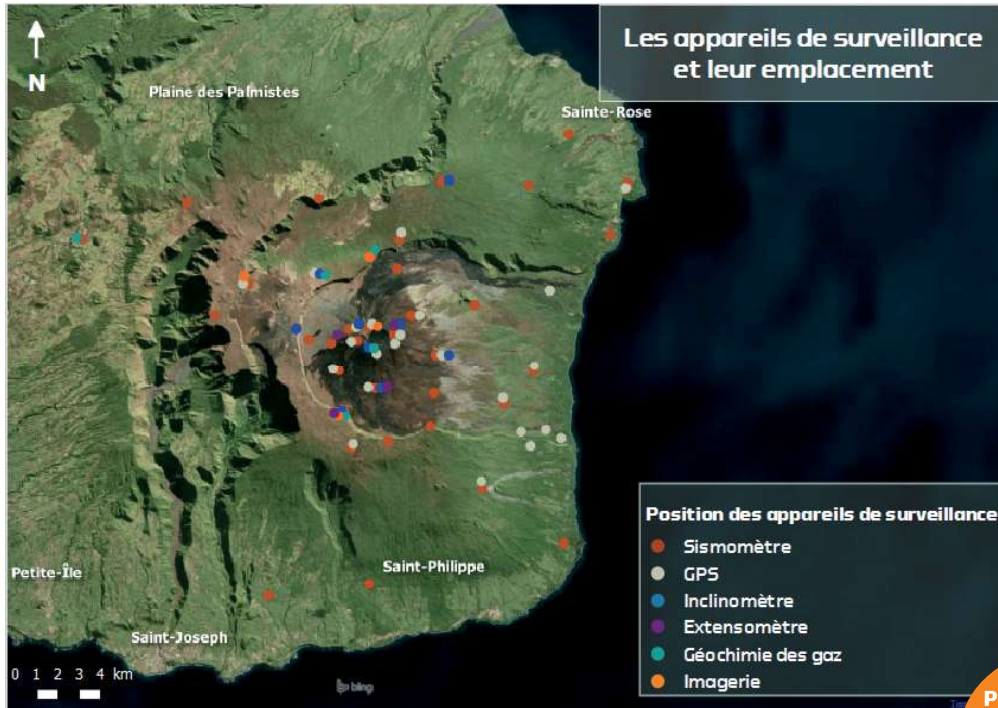 Les appareils de surveillance
et leur emplacement
N
Plaine des Palmistes
Sainte-Rose
Position des appareils de surveillance
Sismomètre
GPS
Inclinomètre
Extensomètre
Géochimie des gaz
Imagerie
Petite-Île
Saint-Philippe
Saint-Joseph
0 1 2 3 4 km
bing
P